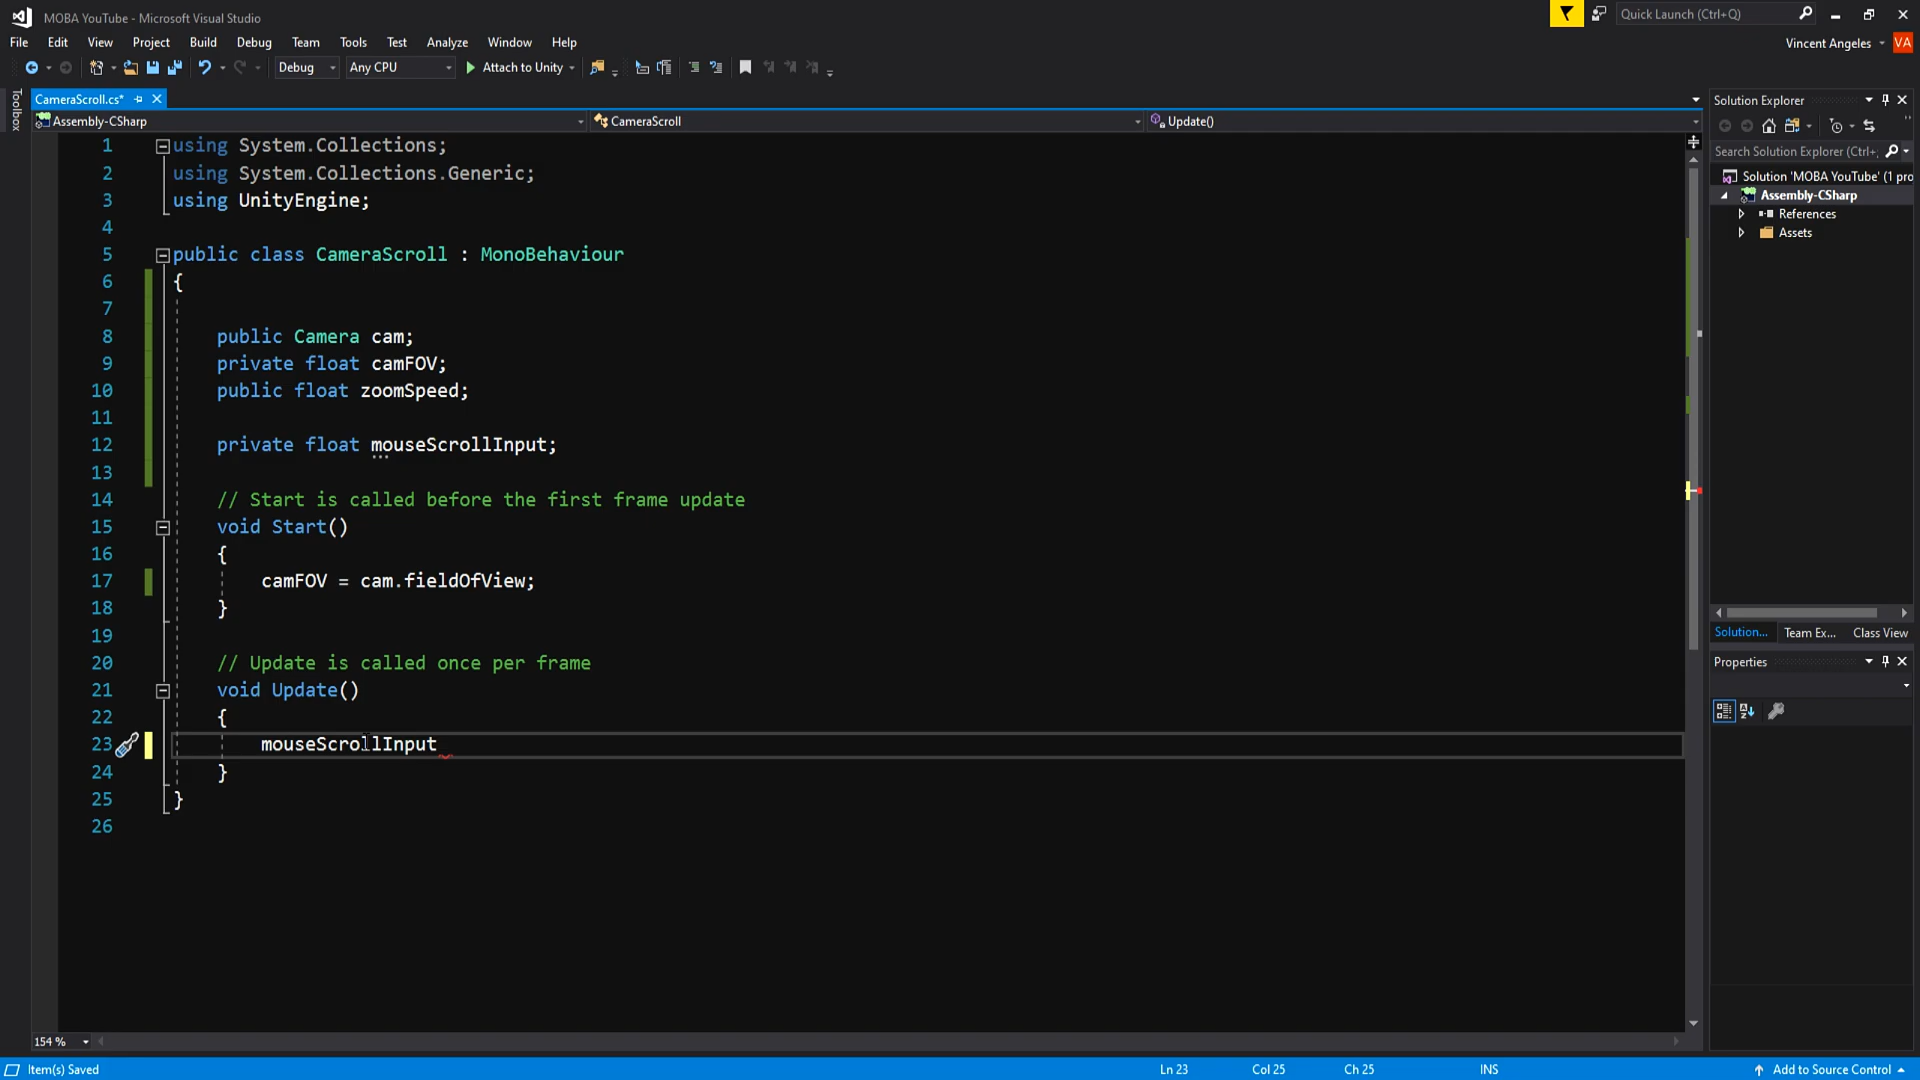 MOBA YouTube - Microsoft Visual Studio
Quick Launch (Ctrl+Q)
File Edit View Project Build Debug Team Tools Test Analyze Window Help
Vincent Angeles VA
Debug Any CPU Attach to Unity
Toolbox
CameraScroll.cs*
Assembly-CSharp CameraScroll Update()
1 using System.Collections;
2 using System.Collections.Generic;
3 using UnityEngine;
4
5 public class CameraScroll : MonoBehaviour
6 {
7
8 public Camera cam;
9 private float camFOV;
10 public float zoomSpeed;
11
12 private float mouseScrollInput;
13
14 // Start is called before the first frame update
15 void Start()
16 {
17 camFOV = cam.fieldOfView;
18 }
19
20 // Update is called once per frame
21 void Update()
22 {
23 mouseScrollInput
24 }
25 }
26
Solution Explorer
Search Solution Explorer (Ctrl+;
Solution 'MOBA YouTube' (1 pro
Assembly-CSharp
References
Assets
Solution... Team Ex... Class View
Properties
154 %
Item(s) Saved Ln 23 Col 25 Ch 25 INS Add to Source Control